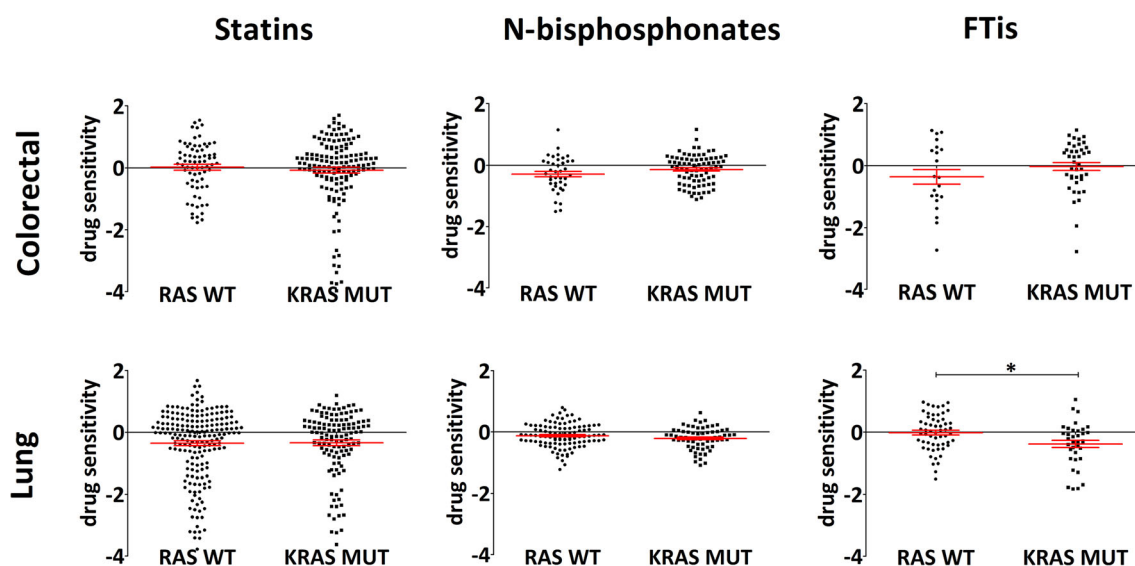 Statins N-bisphosphonates FTis
Colorectal
drug sensitivity
2
0
-2
-4
RAS WT KRAS MUT
drug sensitivity
2
0
-2
-4
RAS WT KRAS MUT
drug sensitivity
2
0
-2
-4
RAS WT KRAS MUT
Lung
drug sensitivity
2
0
-2
-4
RAS WT KRAS MUT
drug sensitivity
2
0
-2
-4
RAS WT KRAS MUT
drug sensitivity
2
0
-2
-4
*
RAS WT KRAS MUT